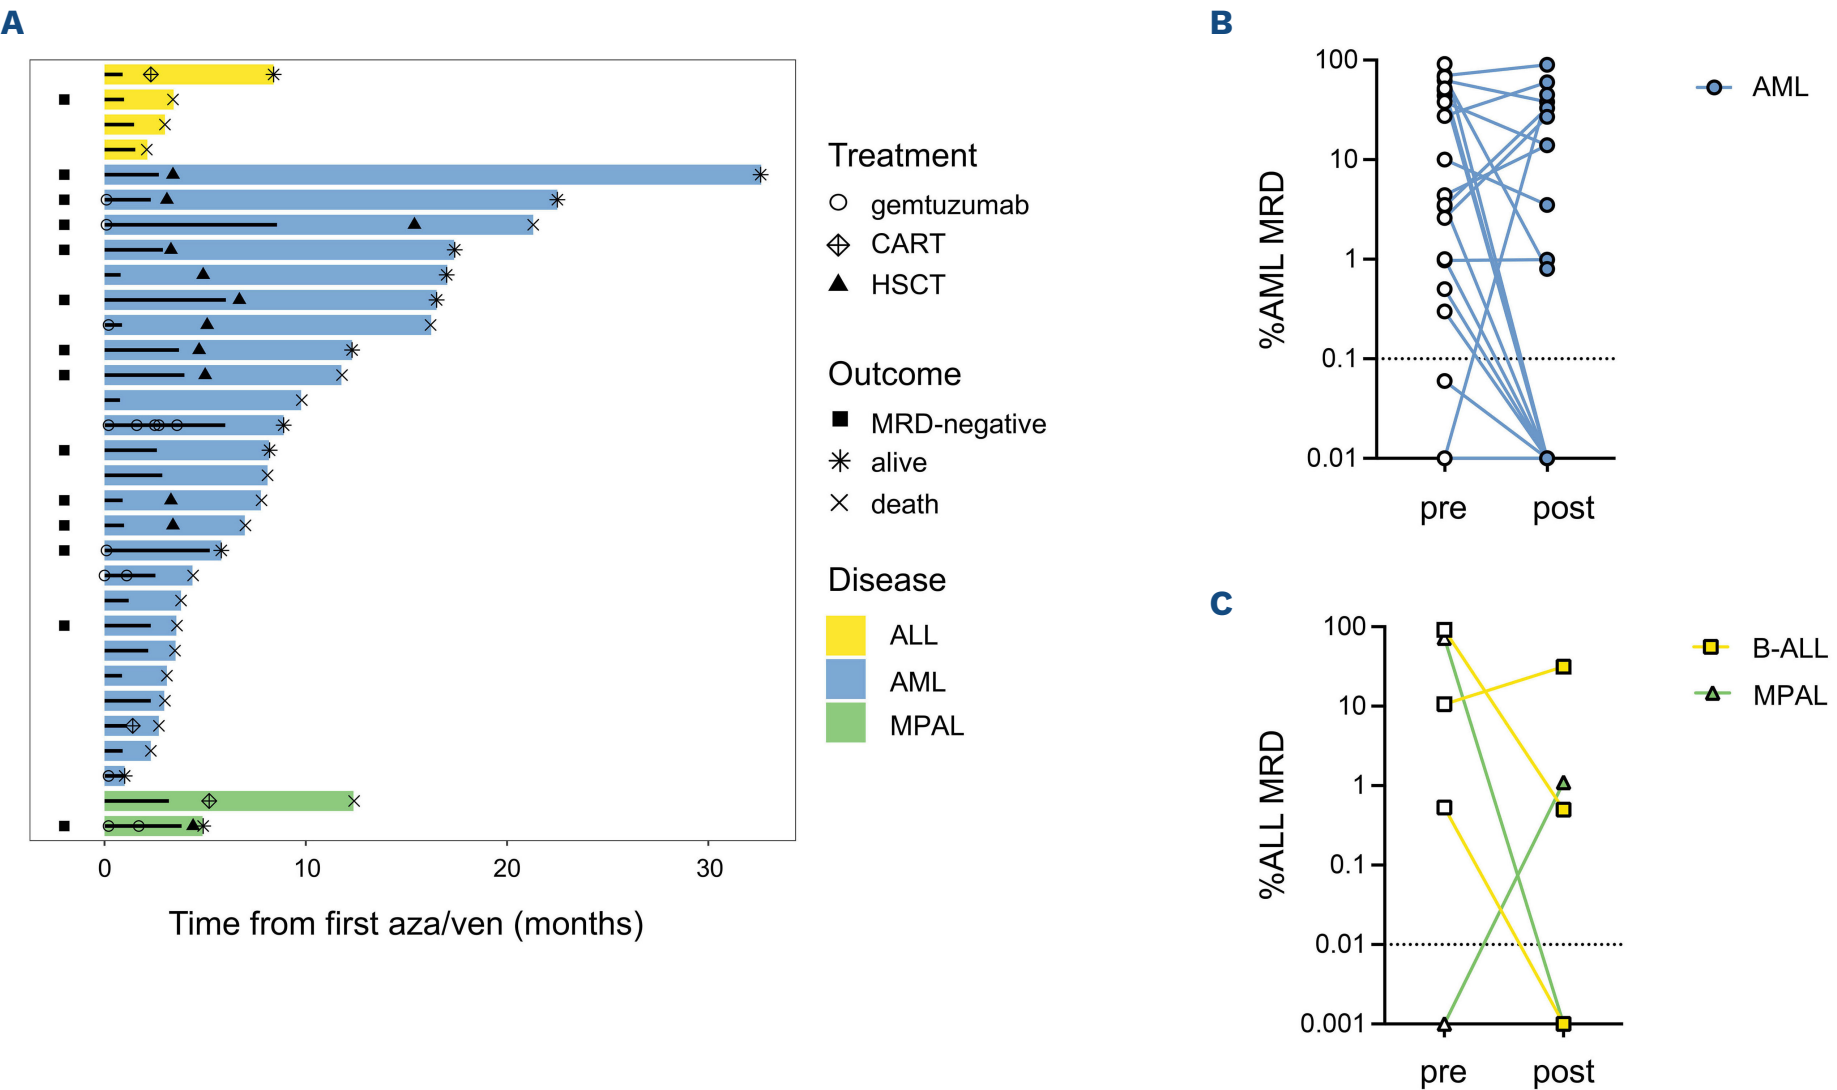 A
Treatment
gemtuzumab
CART
HSCT
Outcome
MRD-negative
alive
death
Disease
ALL
AML
MPAL
0 10 20 30
Time from first aza/ven (months)
B
%AML MRD
100
10
1
0.1
0.01
pre post
AML
C
%ALL MRD
100
10
1
0.1
0.01
0.001
pre post
B-ALL
MPAL